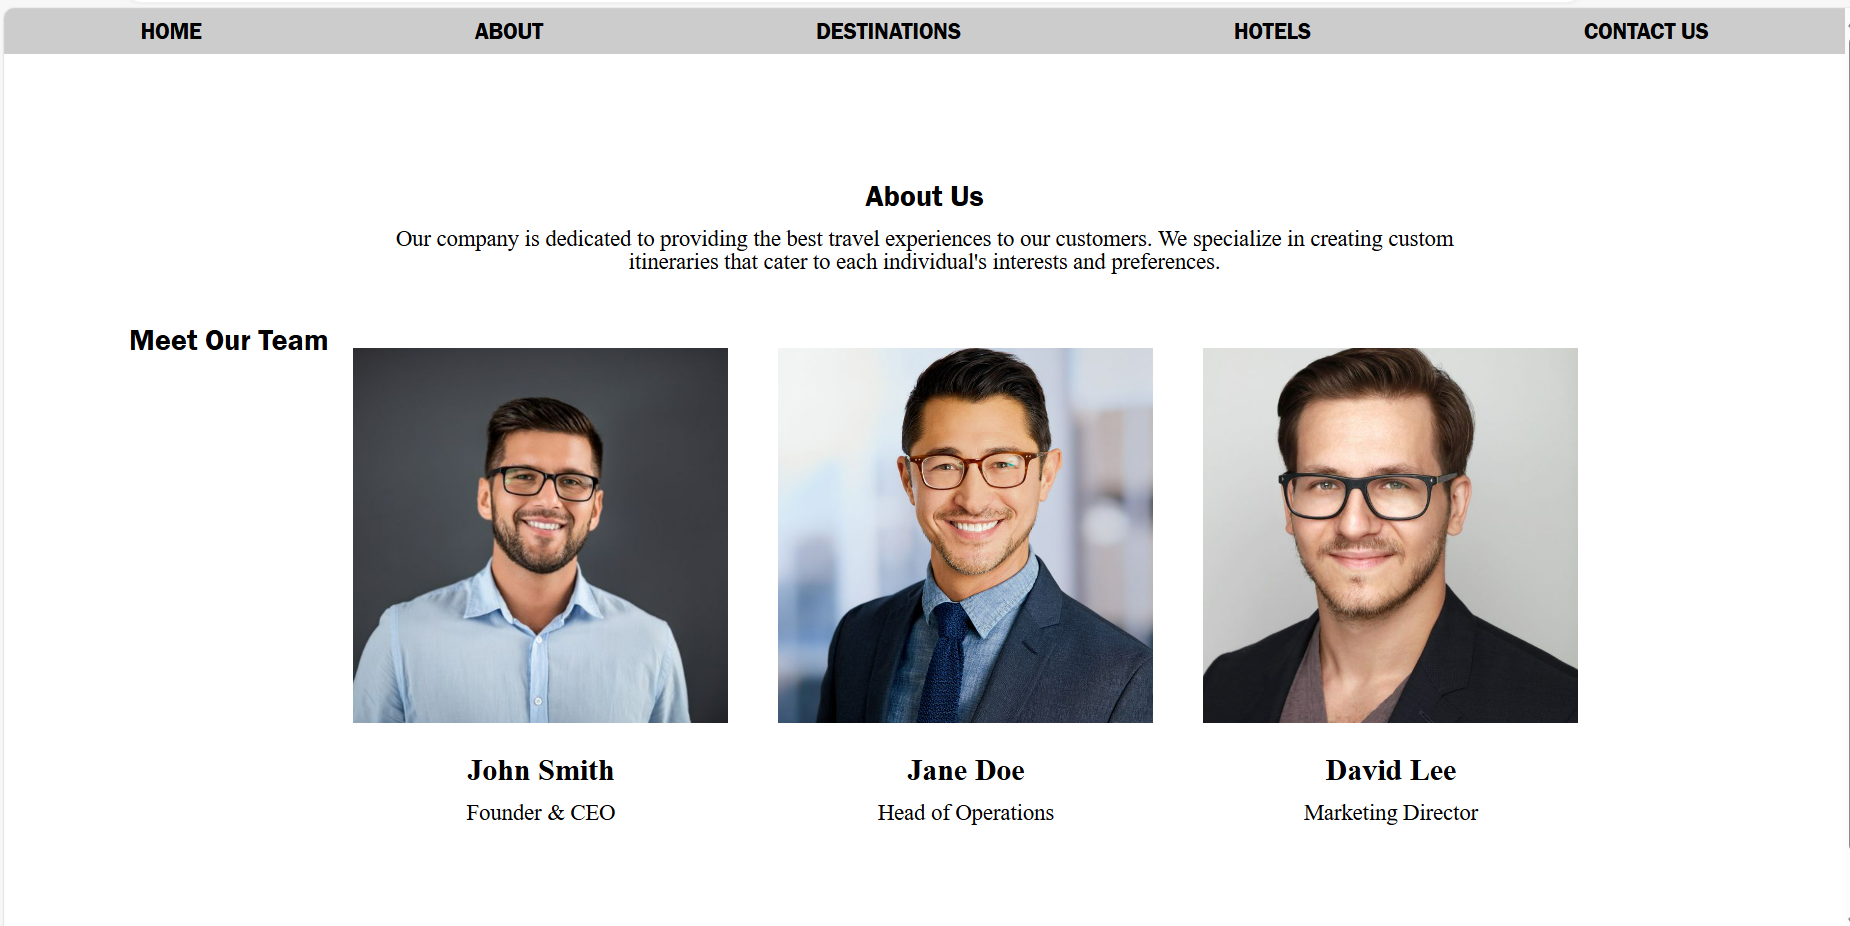 HOME ABOUT DESTINATIONS HOTELS CONTACT US
About Us
Our company is dedicated to providing the best travel experiences to our customers. We specialize in creating custom
itineraries that cater to each individual's interests and preferences.
Meet Our Team
John Smith Jane Doe David Lee
Founder & CEO Head of Operations Marketing Director